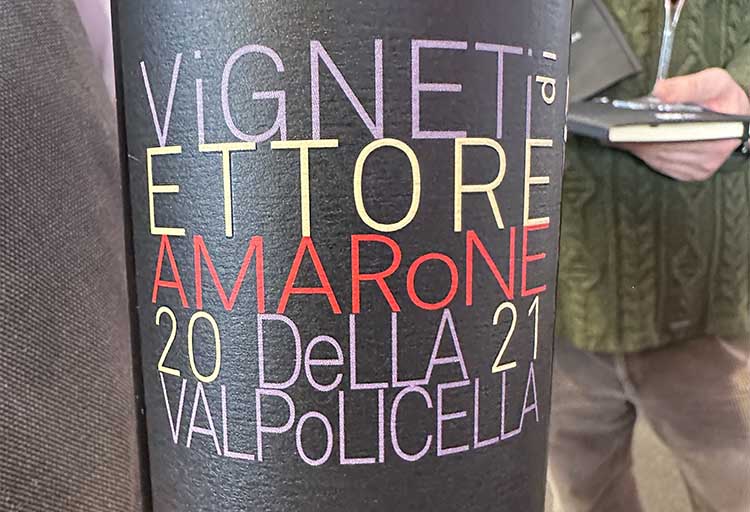 ViGNETi di
ETTORE
AMARoNE
20 DeLLA 21
VALPoLICELLA